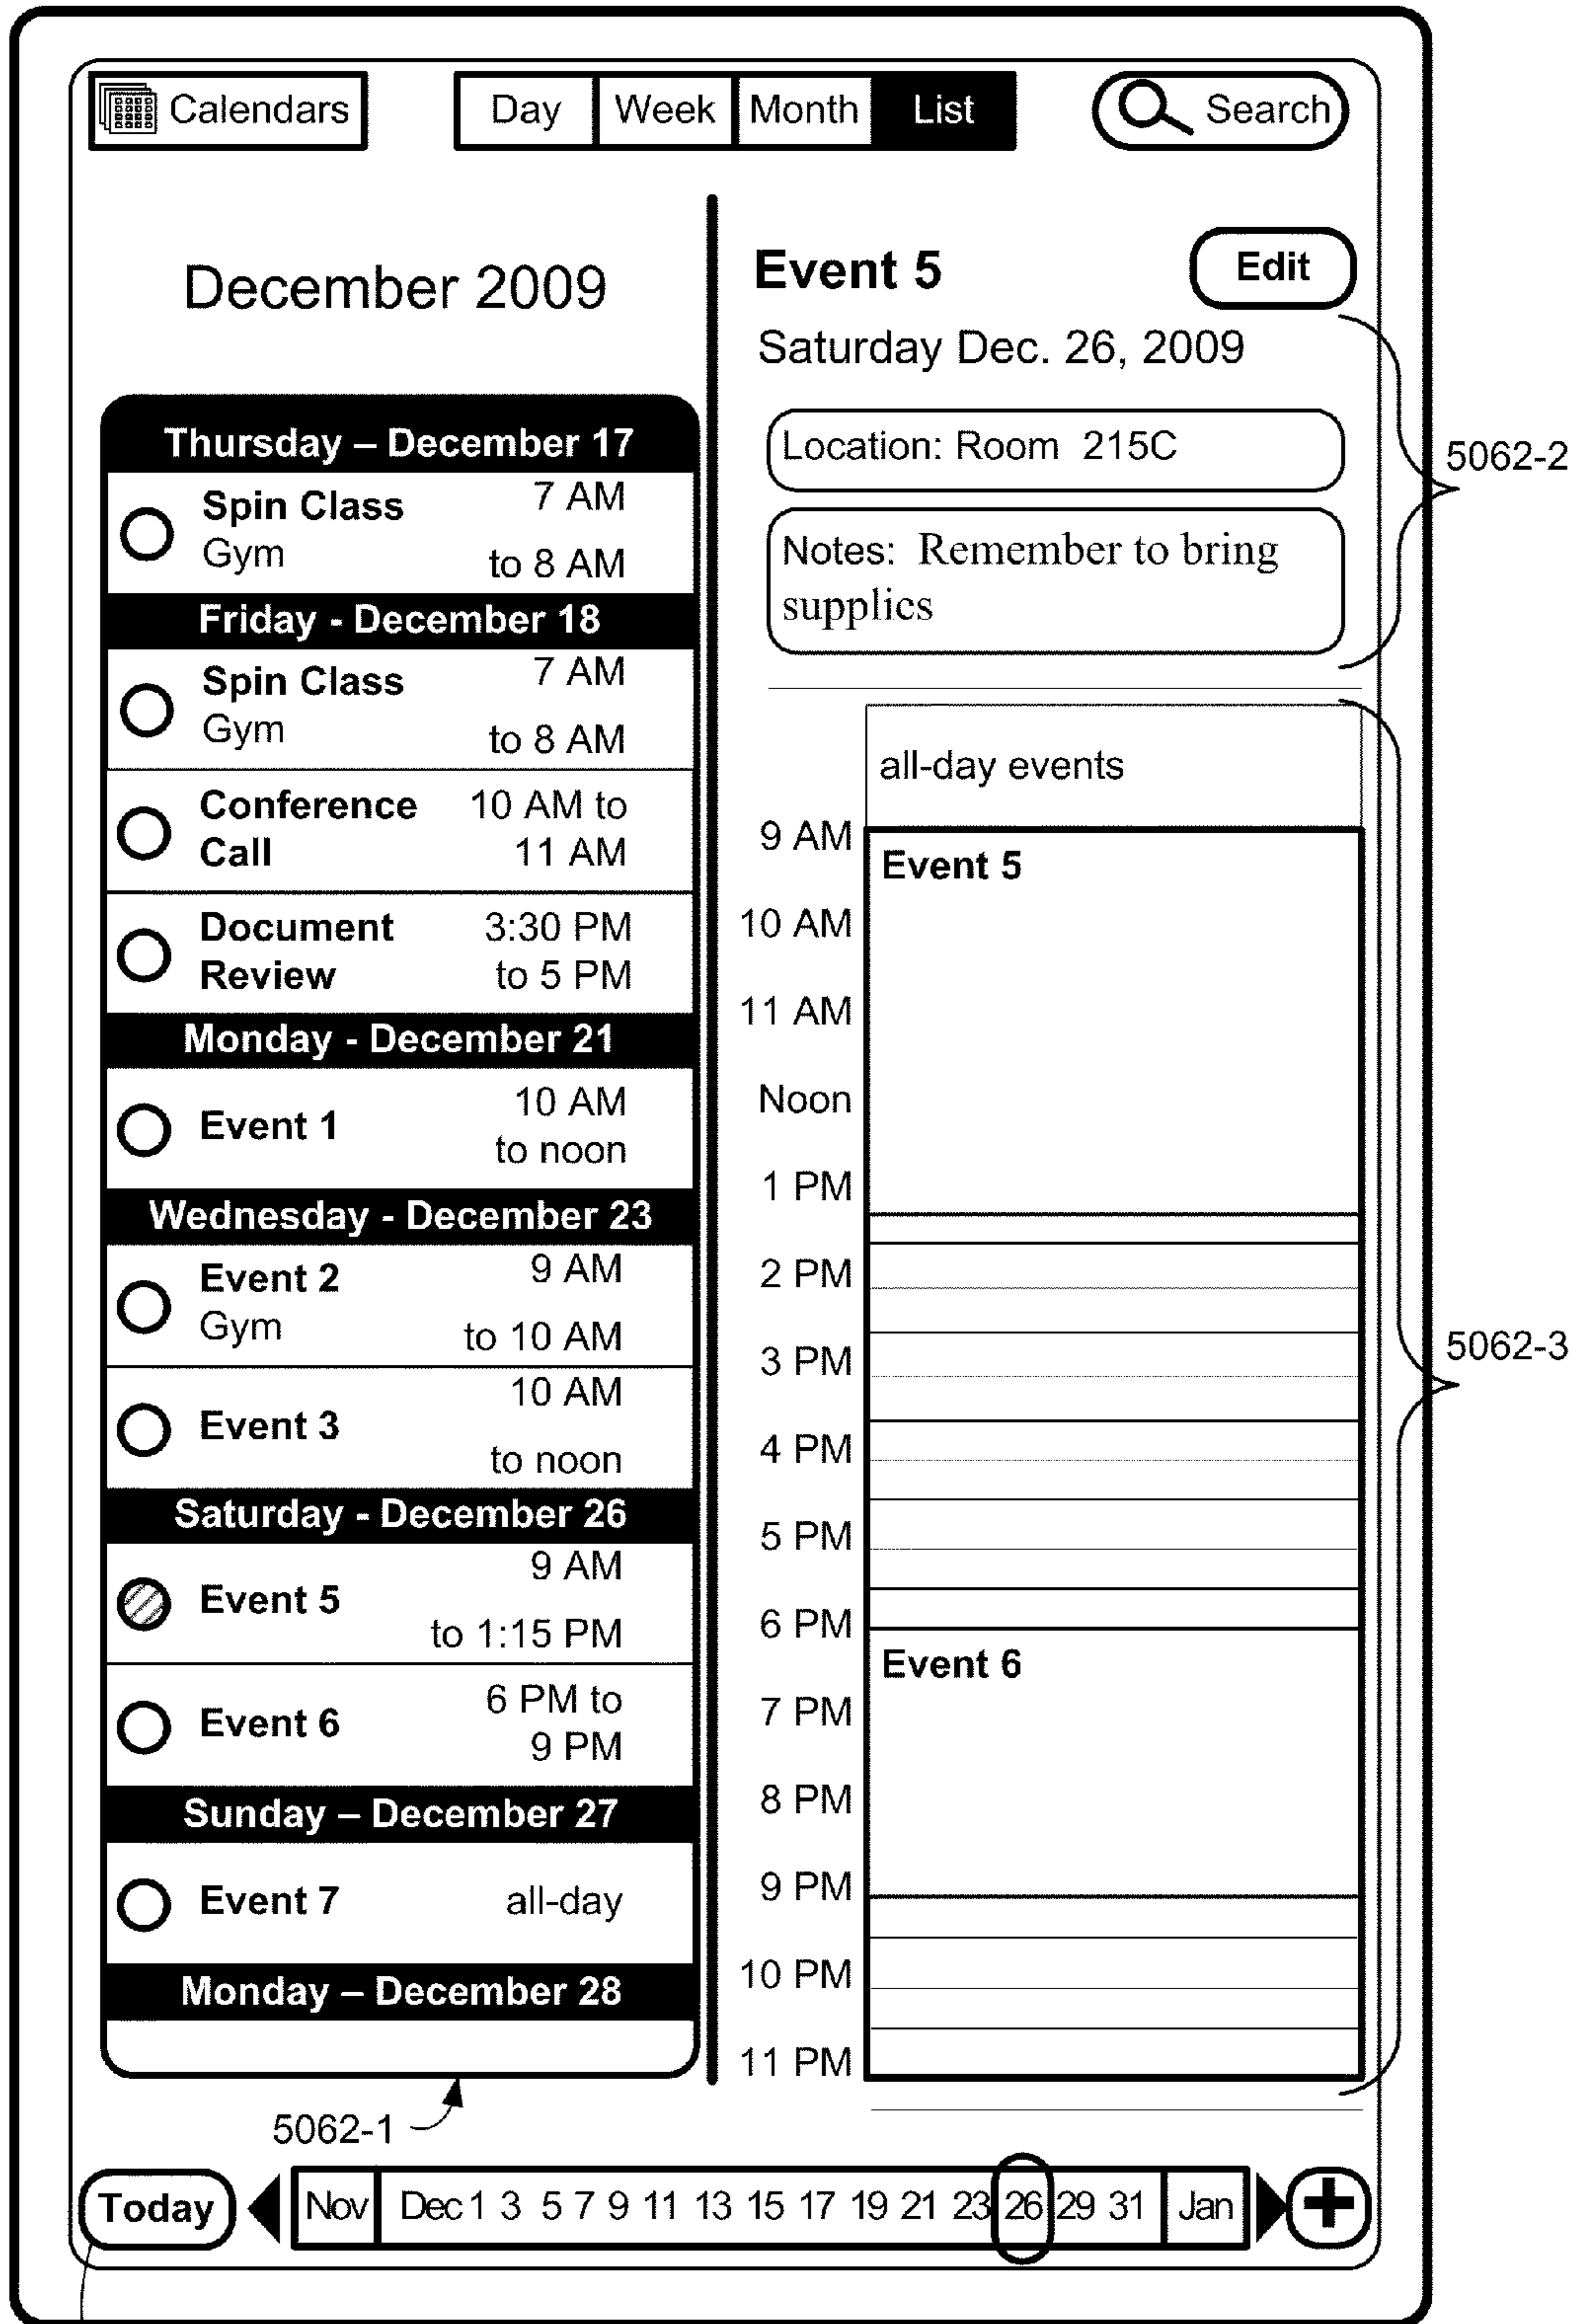 Calendars
Day Week Month List
Search
December 2009
Thursday – December 17
Spin Class 7 AM
Gym to 8 AM
Friday - December 18
Spin Class 7 AM
Gym to 8 AM
Conference 10 AM to
Call 11 AM
Document 3:30 PM
Review to 5 PM
Monday - December 21
Event 1 10 AM
to noon
Wednesday - December 23
Event 2 9 AM
Gym to 10 AM
Event 3 10 AM
to noon
Saturday - December 26
Event 5 9 AM
to 1:15 PM
Event 6 6 PM to
9 PM
Sunday – December 27
Event 7 all-day
Monday – December 28
5062-1
Event 5 Edit
Saturday Dec. 26, 2009
Location: Room 215C
Notes: Remember to bring
supplics
5062-2
all-day events
9 AM
Event 5
10 AM
11 AM
Noon
1 PM
2 PM
3 PM
5062-3
4 PM
5 PM
6 PM
Event 6
7 PM
8 PM
9 PM
10 PM
11 PM
Today Nov Dec 1 3 5 7 9 11 13 15 17 19 21 23 26 29 31 Jan +